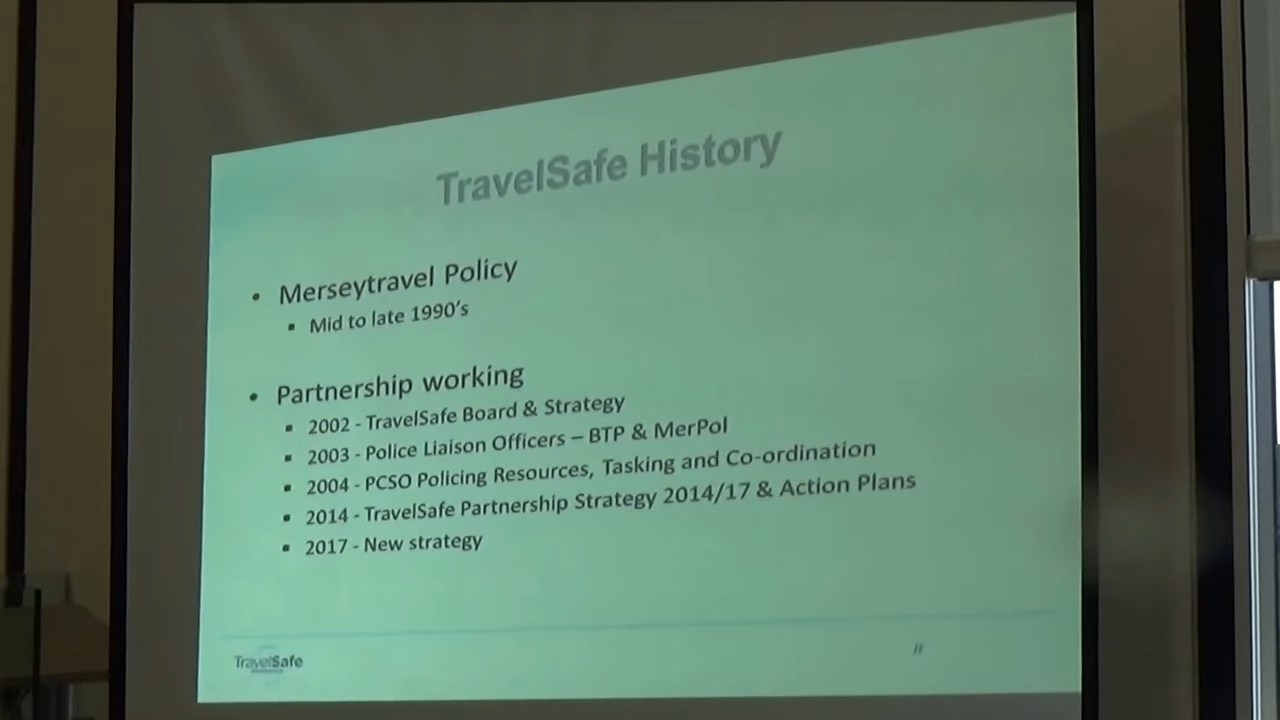 TravelSafe History
• Merseytravel Policy
▪ Mid to late 1990's
• Partnership working
▪ 2002 - TravelSafe Board & Strategy
▪ 2003 - Police Liaison Officers – BTP & MerPol
▪ 2004 - PCSO Policing Resources, Tasking and Co-ordination
▪ 2014 - TravelSafe Partnership Strategy 2014/17 & Action Plans
▪ 2017 - New strategy
TravelSafe